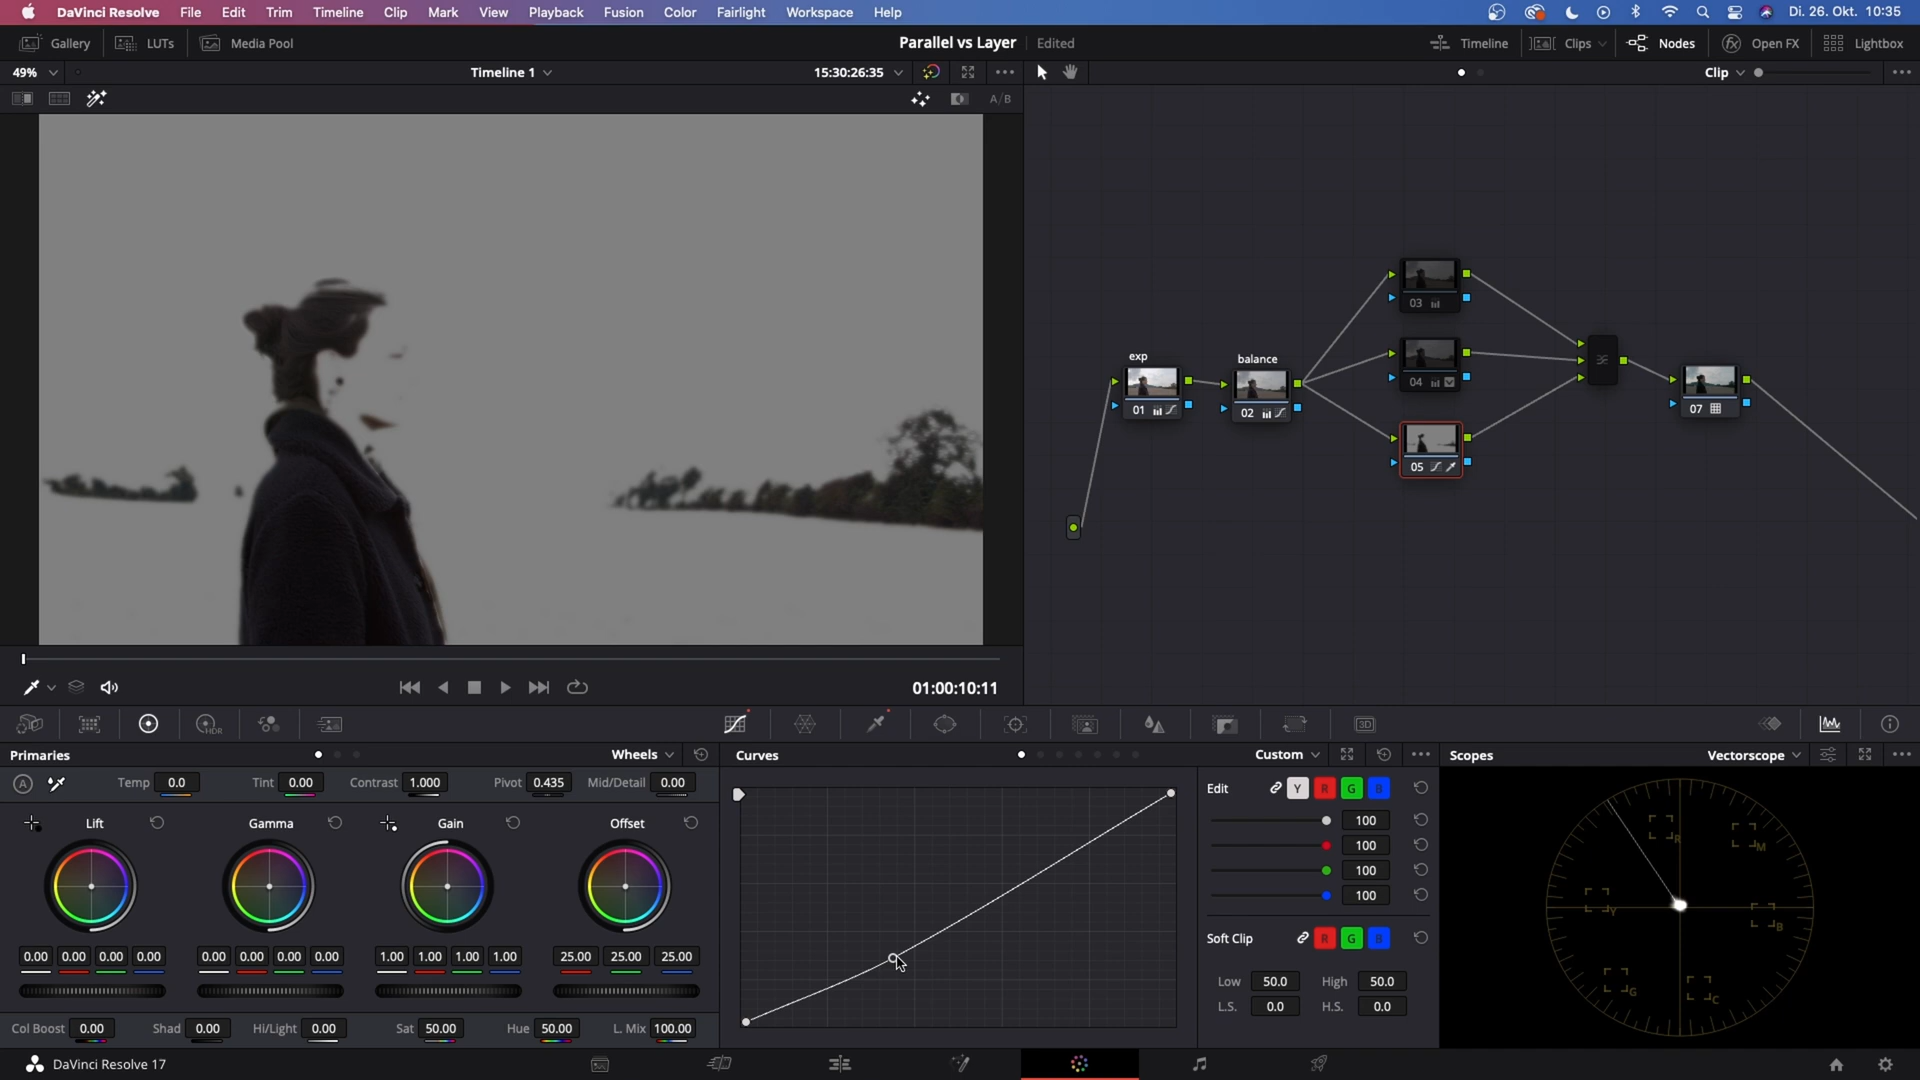 DaVinci Resolve File Edit Trim Timeline Clip Mark View Playback Fusion Color Fairlight Workspace Help Di. 26. Okt. 10:35
Gallery LUTs Media Pool Parallel vs Layer Edited Timeline Clips Nodes Open FX Lightbox
49% Timeline 1 15:30:26:35 Clip
A/B
03
exp balance
04
01 02 07
05
01:00:10:11
HDR 3D
Primaries Wheels Curves Custom Scopes Vectorscope
A Temp 0.0 Tint 0.00 Contrast 1,000 Pivot 0.435 Mid/Detail 0.00 Edit Y R G B
Lift Gamma Gain Offset 100
100
100
100
R M
Y B
G C
Soft Clip R G B
0.00 0.00 0.00 0.00 0.00 0.00 0.00 0.00 1.00 1.00 1.00 1.00 25.00 25.00 25.00
Low 50.0 High 50.0
L.S. 0.0 H.S. 0.0
Col Boost 0.00 Shad 0.00 Hi/Light 0.00 Sat 50.00 Hue 50.00 L. Mix 100.00
DaVinci Resolve 17